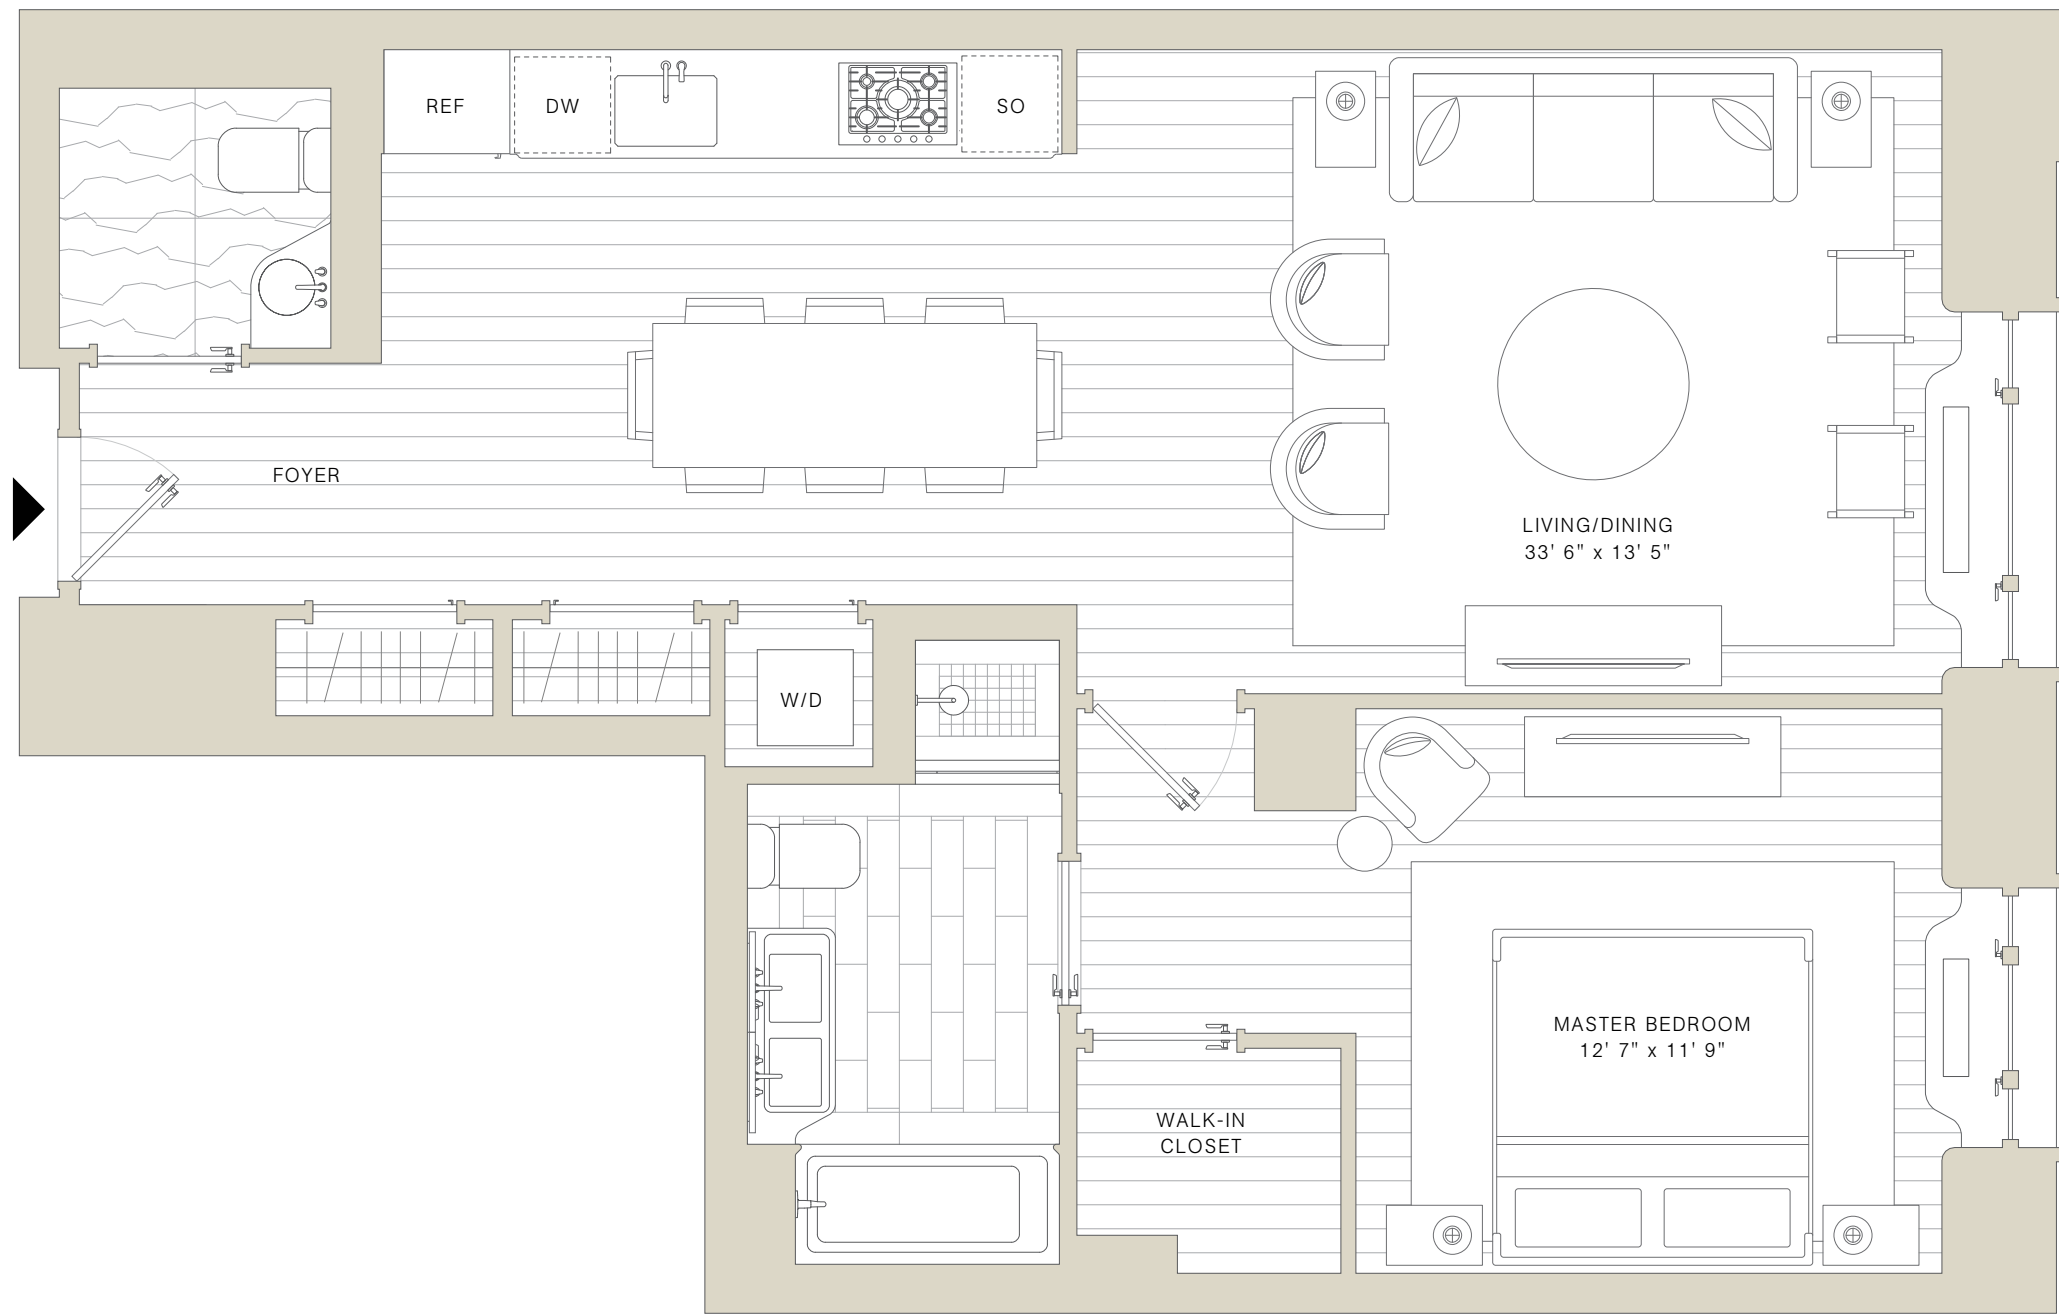 REF
DW
SO
FOYER
LIVING/DINING
33' 6" x 13' 5"
W/D
MASTER BEDROOM
12' 7" x 11' 9"
WALK-IN
CLOSET